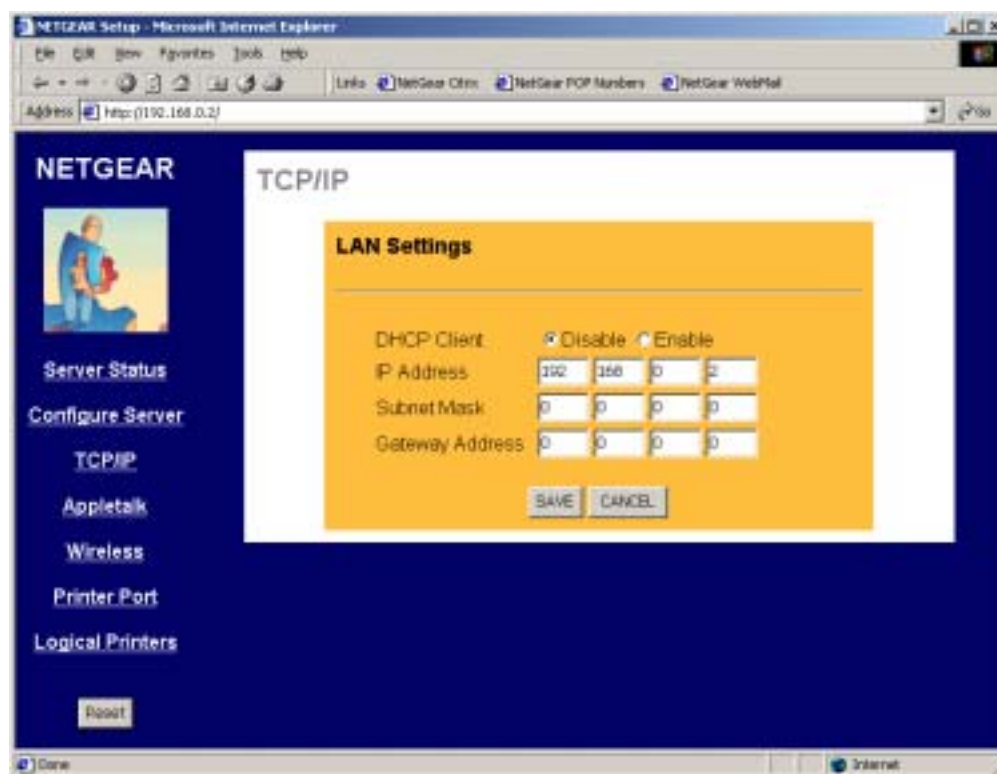 NETGEAR Setup - Microsoft Internet Explorer
File Edit View Favorites Tools Help
Links NetGear Citrix NetGear POP Numbers NetGear WebMail
Address http://192.168.0.2/ Go
NETGEAR
TCP/IP
LAN Settings
DHCP Client Disable Enable
IP Address 192 168 0 2
Subnet Mask 0 0 0 0
Gateway Address 0 0 0 0
SAVE CANCEL
Server Status
Configure Server
TCP/IP
Appletalk
Wireless
Printer Port
Logical Printers
Reset
Done Internet